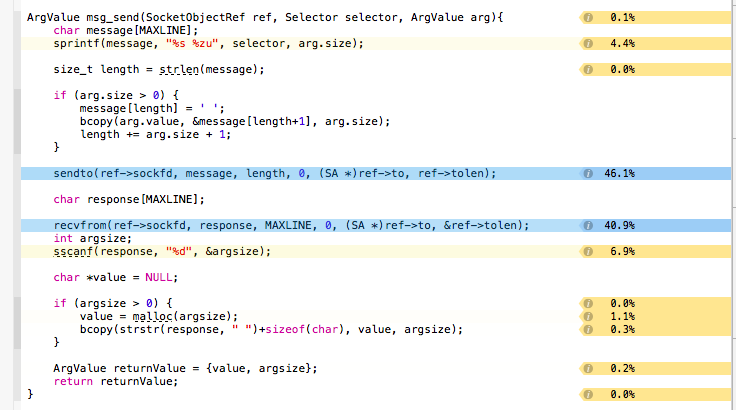 ArgValue msg_send(SocketObjectRef ref, Selector selector, ArgValue arg){ 0.1%
    char message[MAXLINE];
    sprintf(message, "%s %zu", selector, arg.size); 4.4%
    size_t length = strlen(message); 0.0%
    if (arg.size > 0) {
        message[length] = ' ';
        bcopy(arg.value, &message[length+1], arg.size);
        length += arg.size + 1;
    }
    sendto(ref->sockfd, message, length, 0, (SA *)ref->to, ref->tolen); 46.1%
    char response[MAXLINE];
    recvfrom(ref->sockfd, response, MAXLINE, 0, (SA *)ref->to, &ref->tolen); 40.9%
    int argsize;
    sscanf(response, "%d", &argsize); 6.9%
    char *value = NULL;
    if (argsize > 0) { 0.0%
        value = malloc(argsize); 1.1%
        bcopy(strstr(response, " ")+sizeof(char), value, argsize); 0.3%
    }
    ArgValue returnValue = {value, argsize}; 0.2%
    return returnValue;
} 0.0%